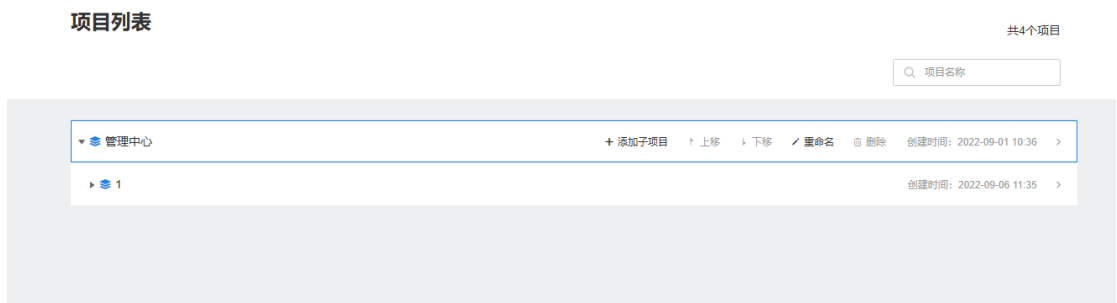 项目列表
共4个项目
项目名称
管理中心 添加子项目 上移 下移 重命名 删除 创建时间：2022-09-01 10:36
1 创建时间：2022-09-06 11:35